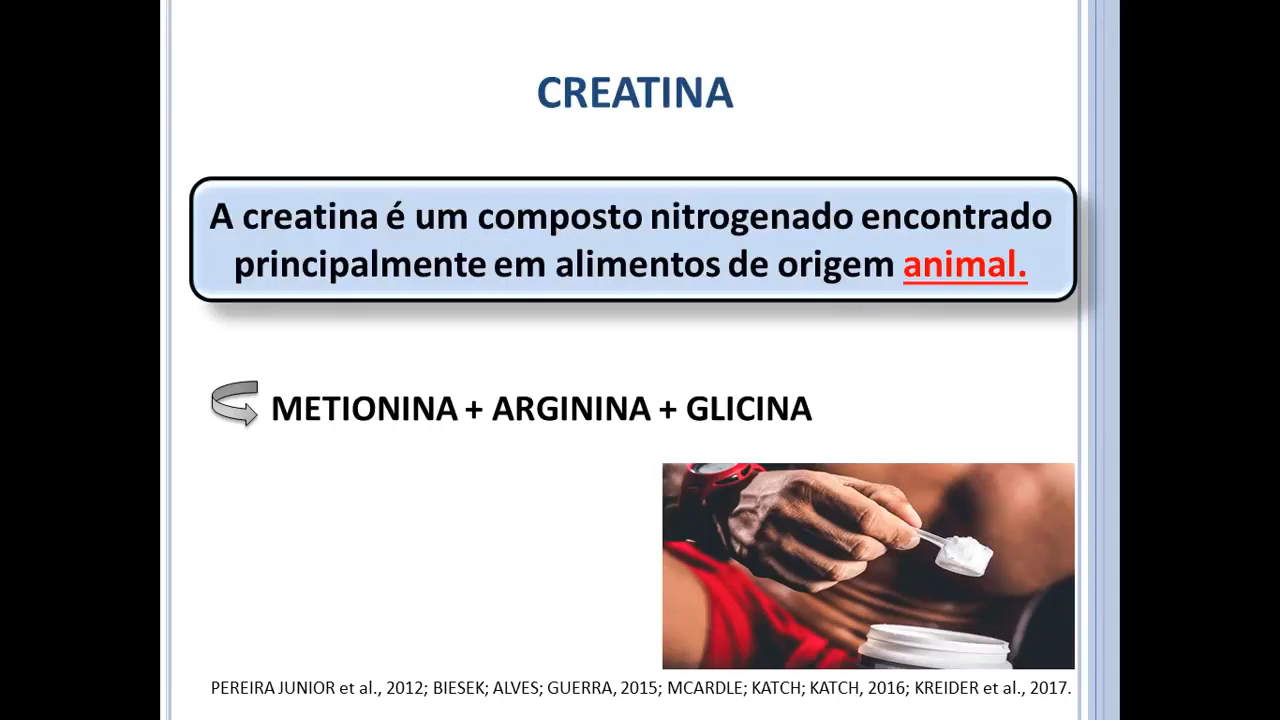 CREATINA
A creatina é um composto nitrogenado encontrado
principalmente em alimentos de origem animal.
METIONINA + ARGININA + GLICINA
PEREIRA JUNIOR et al., 2012; BIESEK; ALVES; GUERRA, 2015; MCARDLE; KATCH; KATCH, 2016; KREIDER et al., 2017.